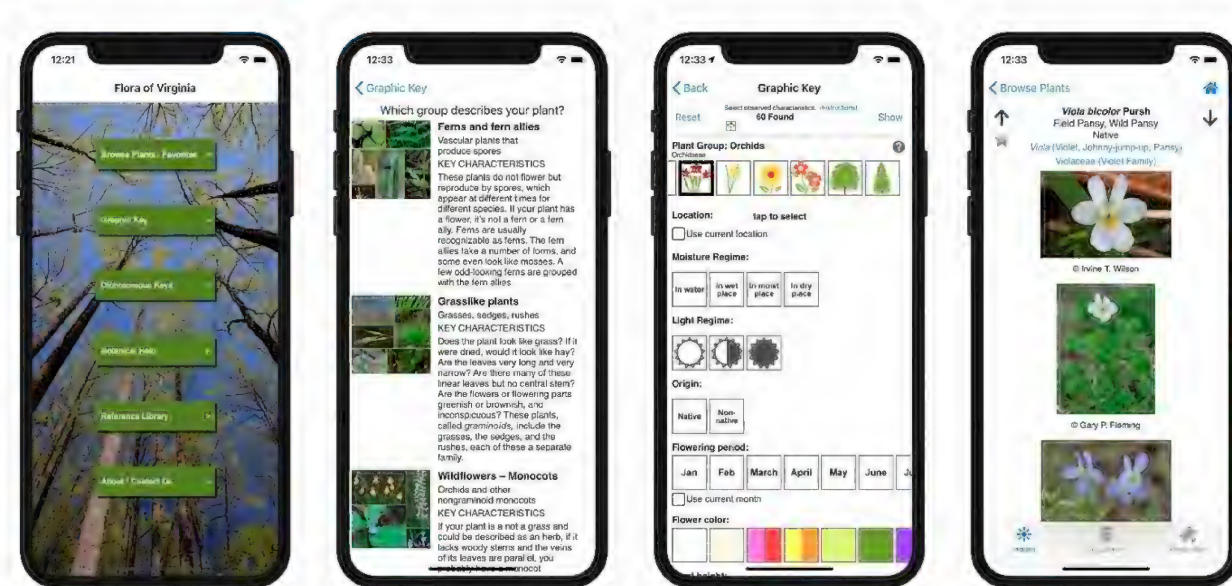 12:21
Flora of Virginia
Browse Plants / Favorites
Graphic Key
Dichotomous Keys
Botanical Help
Reference Library
About / Contact Us
12:33
Graphic Key
Which group describes your plant?
Ferns and fern allies
Vascular plants that
produce spores
KEY CHARACTERISTICS
These plants do not flower but
reproduce by spores, which
appear at different times for
different species. If your plant has
a flower, it's not a fern or a fern
ally. Ferns are usually
recognizable as ferns. The fern
allies take a number of forms, and
some even look like mosses. A
few odd-looking ferns are grouped
with the fern allies
Grasslike plants
Grasses, sedges, rushes
KEY CHARACTERISTICS
Does the plant look like grass? If it
were dried, would it look like hay?
Are the leaves very long and very
narrow? Are there many of these
linear leaves but no central stem?
Are the flowers or flowering parts
greenish or brownish, and
inconspicuous? These plants,
called graminoids, include the
grasses, the sedges, and the
rushes, each of these a separate
family.
Wildflowers – Monocots
Orchids and other
nongraminoid monocots
KEY CHARACTERISTICS
If your plant is a not a grass and
could be described as an herb, if it
lacks woody stems and the veins
of its leaves are parallel, you
probably have a monocot
12:33
Back
Graphic Key
Select observed characteristics.
Reset
60 Found
Show
Plant Group: Orchids
Orchidaceae
Location:
tap to select
Use current location
Moisture Regime:
In water
In wet place
In moist place
In dry place
Light Regime:
Origin:
Native
Non-native
Flowering period:
Jan Feb March April May June
Use current month
Flower color:
12:33
Browse Plants
Viola bicolor Pursh
Field Pansy, Wild Pansy
Native
Viola (Violet, Johnny-jump-up, Pansy)
Violaceae (Violet Family)
© Irvine T. Wilson
© Gary P. Fleming